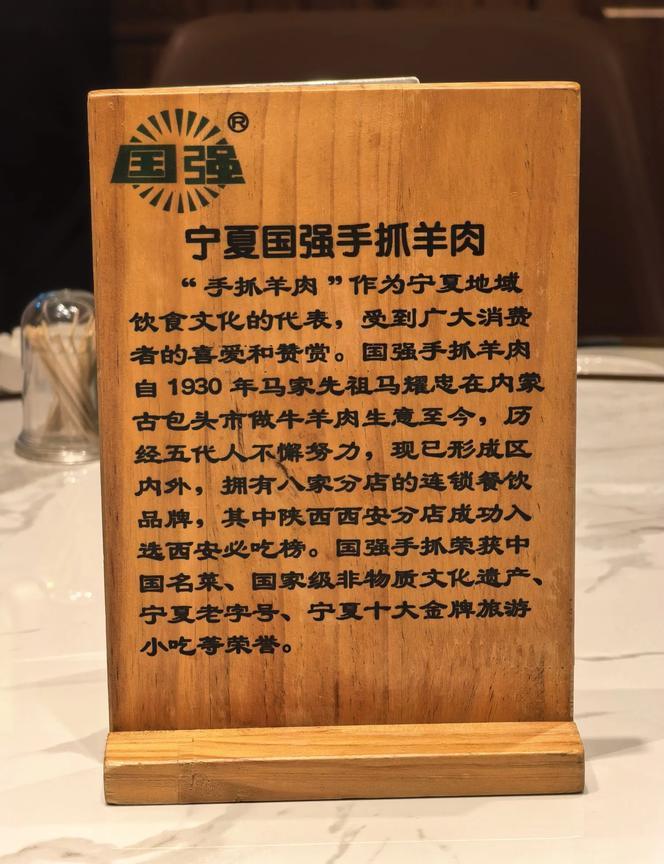 国强®
宁夏国强手抓羊肉
“手抓羊肉”作为宁夏地域
饮食文化的代表，受到广大消费
者的喜爱和赞赏。国强手抓羊肉
自1930年马家先祖马耀忠在内蒙
古包头市做牛羊肉生意至今，历
经五代人不懈努力，现已形成区
内外，拥有八家分店的连锁餐饮
品牌，其中陕西西安分店成功入
选西安必吃榜。国强手抓荣获中
国名菜、国家级非物质文化遗产、
宁夏老字号、宁夏十大金牌旅游
小吃等荣誉。